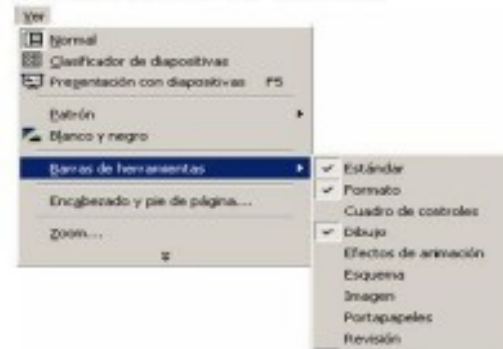 Ver
Normal
Clasificador de diapositivas
Presentación con diapositivas F5
Patrón
Blanco y negro
Barras de herramientas
Encabezado y pie de página...
Zoom...
Estándar
Formato
Cuadro de controles
Dibujo
Efectos de animación
Esquema
Imagen
Portapapeles
Revisión